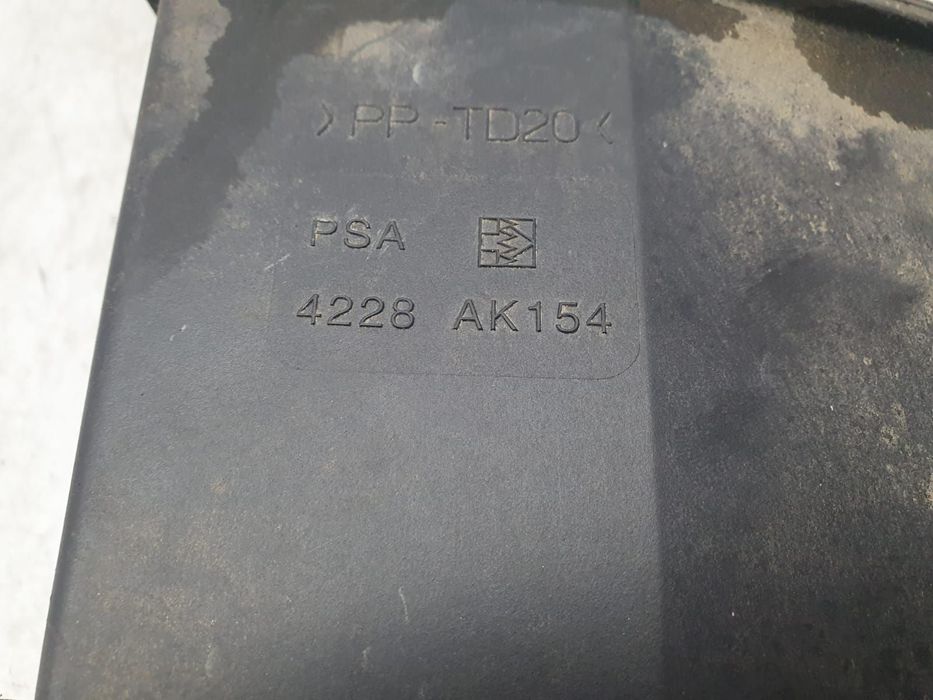 >PP-TD20<
PSA
4228 AK154